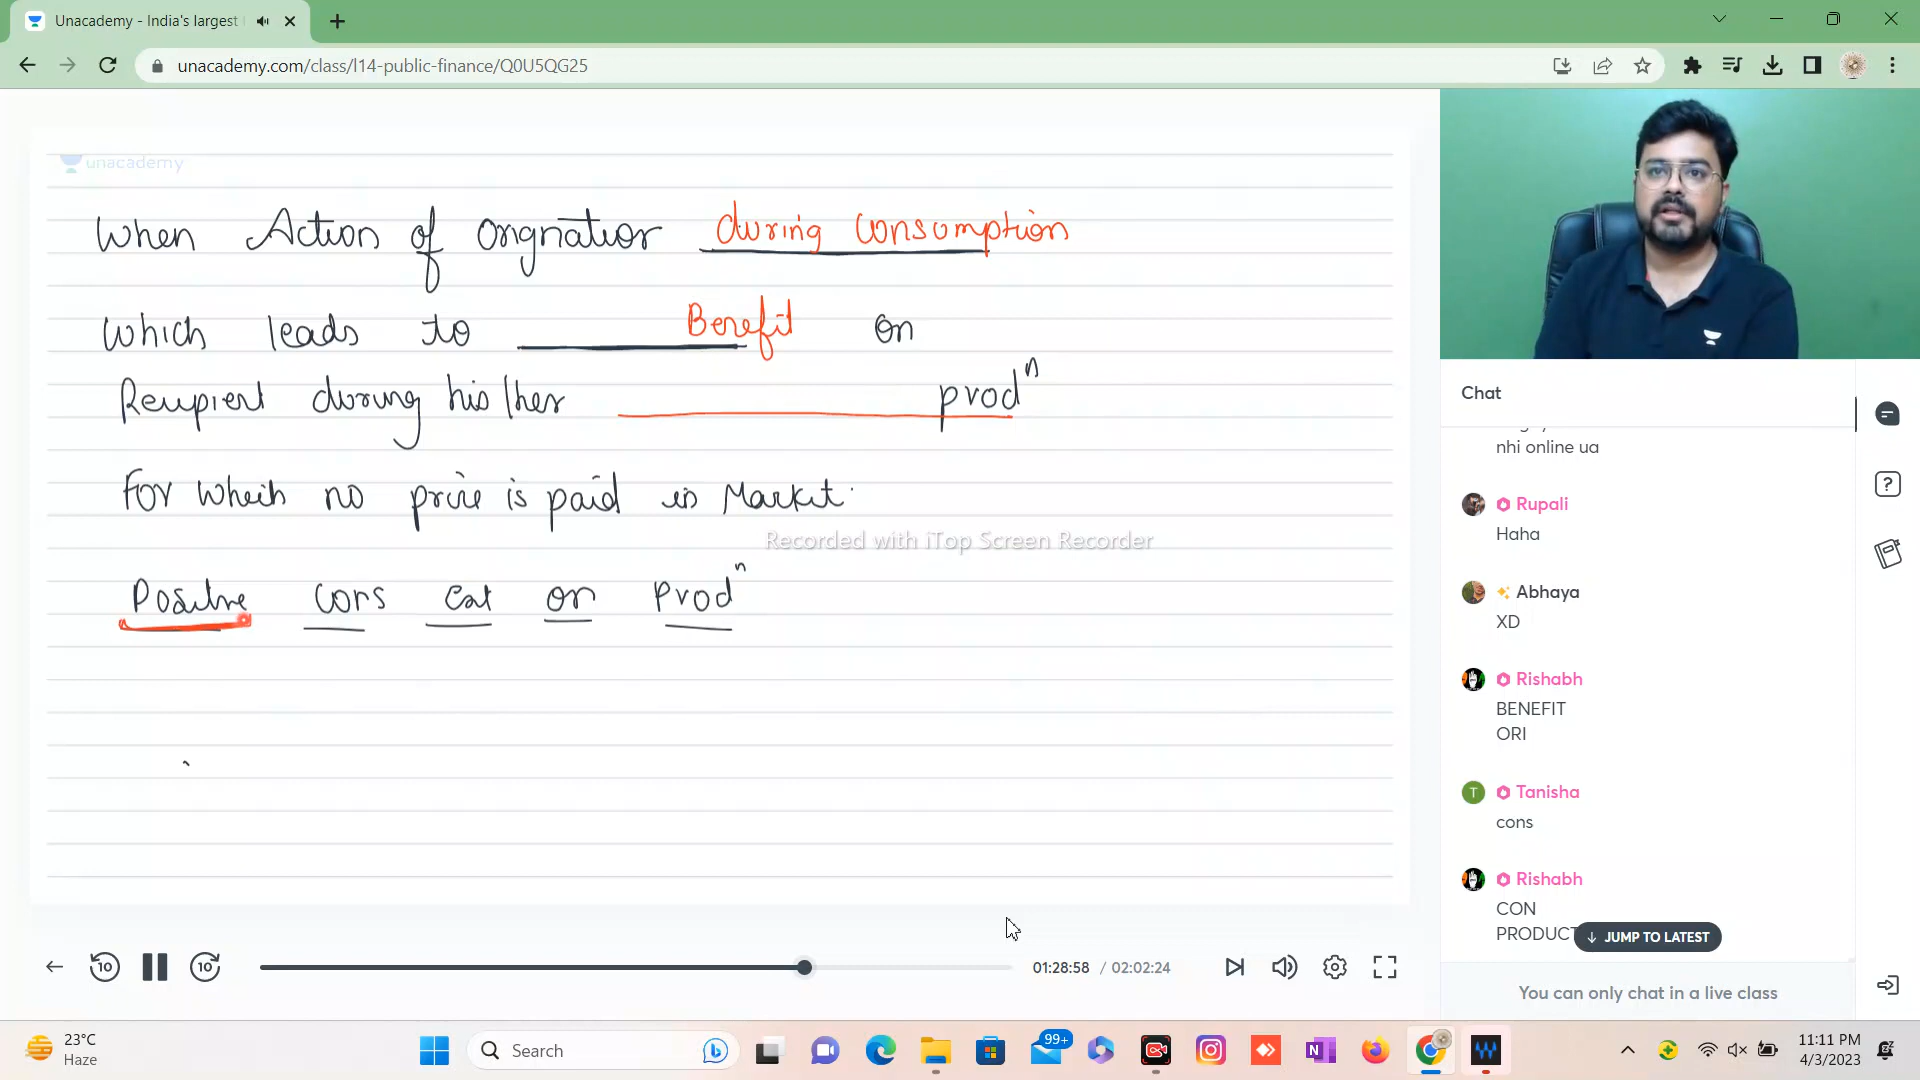 Unacademy - India's largest
unacademy.com/class/l14-public-finance/Q0U5QG25
unacademy
When Action of Orignatior during Consumption
Which leads to Benefit on
Recipient during his/her prodⁿ
For which no price is paid in Market.
Recorded with iTop Screen Recorder
Positive Cons Ext on Prodⁿ
10
10
01:28:58 / 02:02:24
Chat
nhi online ua
Rupali
Haha
Abhaya
XD
Rishabh
BENEFIT
ORI
T Tanisha
cons
Rishabh
CON
PRODUCT
JUMP TO LATEST
You can only chat in a live class
23°C
Haze
Search
99+
11:11 PM
4/3/2023